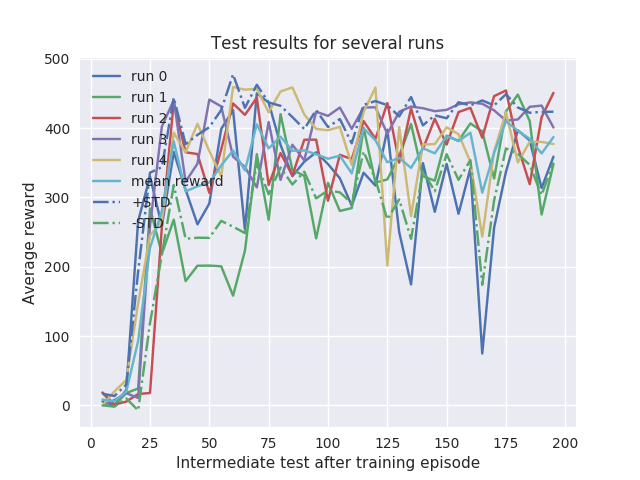 Test results for several runs
500
400
300
200
100
0
Average reward
run 0
run 1
run 2
run 3
run 4
mean reward
+STD
-STD
0
25
50
75
100
125
150
175
200
Intermediate test after training episode